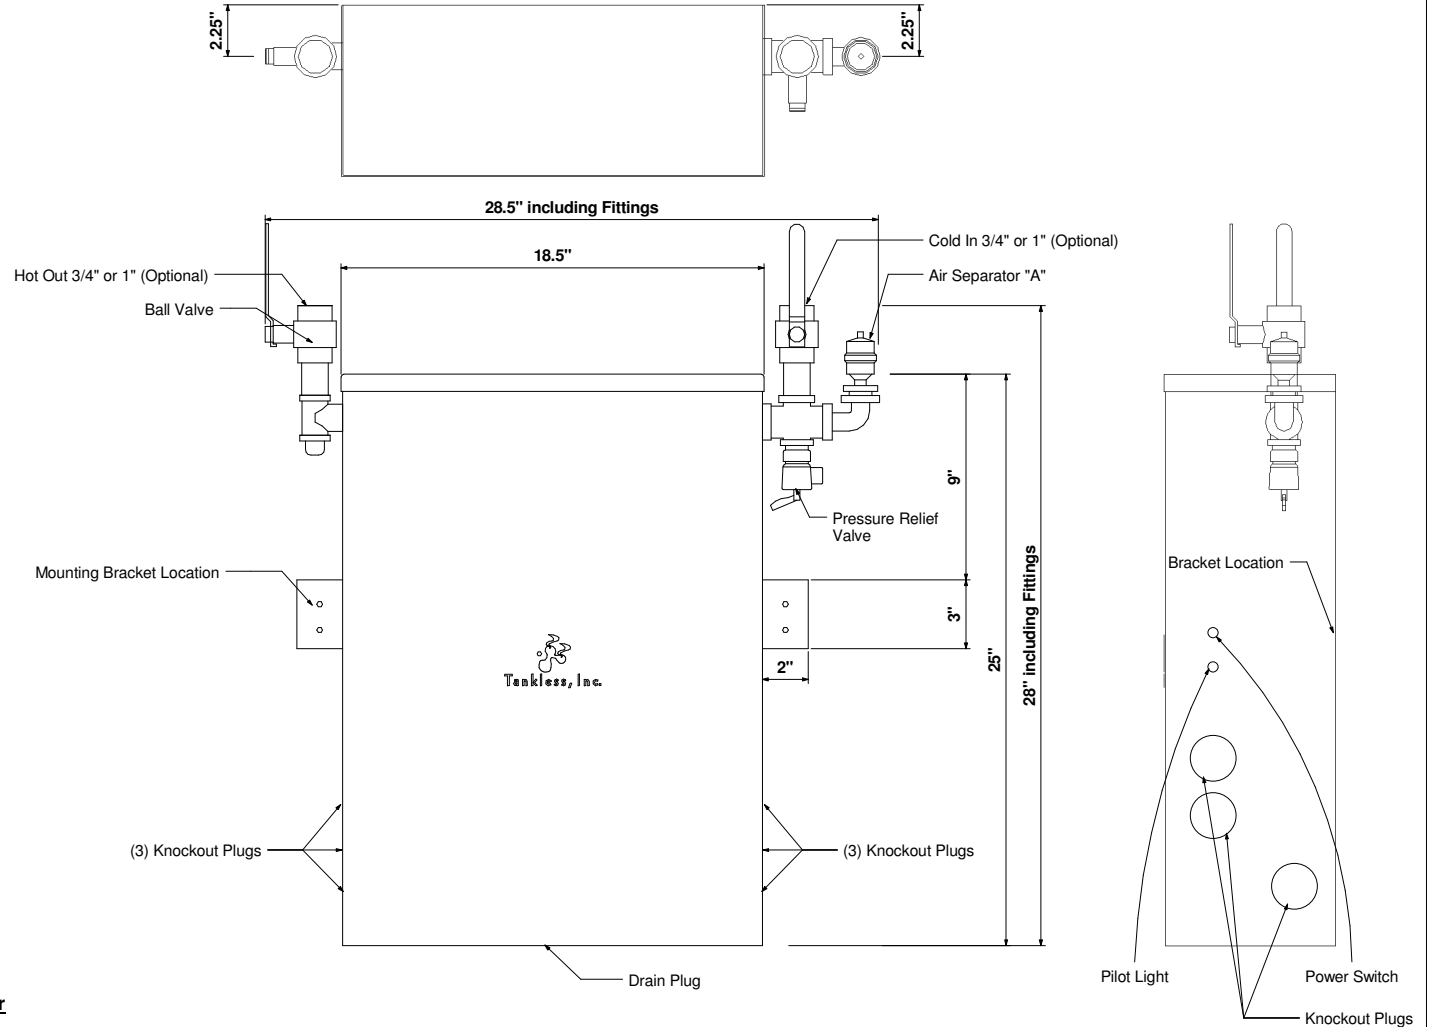 2.25"
2.25"
28.5" including Fittings
18.5"
Cold In 3/4" or 1" (Optional)
Hot Out 3/4" or 1" (Optional)
Air Separator "A"
Ball Valve
9"
Pressure Relief
Valve
Mounting Bracket Location
Bracket Location
3"
2"
25"
28" including Fittings
Tankless, Inc.
(3) Knockout Plugs
(3) Knockout Plugs
Drain Plug
Pilot Light
Power Switch
Knockout Plugs
r